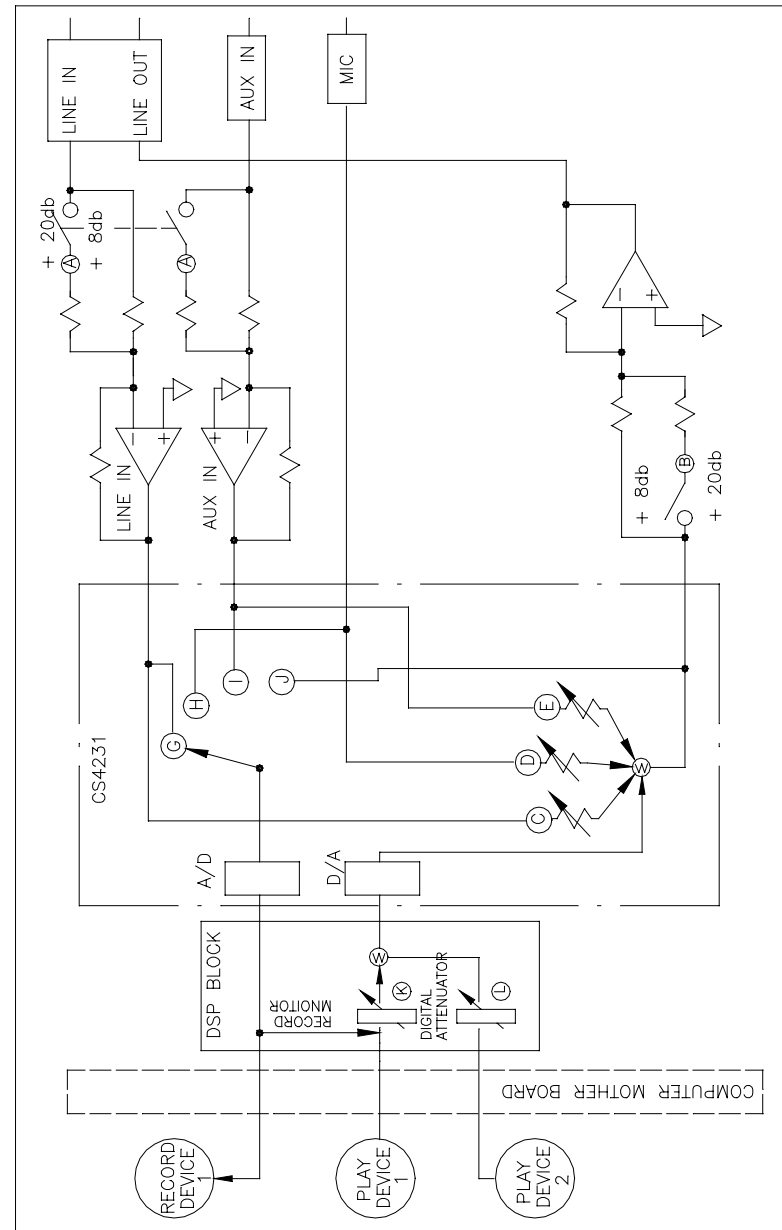 LINE IN
LINE OUT
AUX IN
MIC
+ 20db
+ 8db
A
A
LINE IN
-
+
AUX IN
+
-
-
+
+ 8db
B
+ 20db
CS4231
G
H
I
J
C
D
E
W
A/D
D/A
DSP BLOCK
RECORD
MNOITOR
W
K
DIGITAL
ATTENUATOR
L
COMPUTER MOTHER BOARD
RECORD
DEVICE
1
PLAY
DEVICE
1
PLAY
DEVICE
2